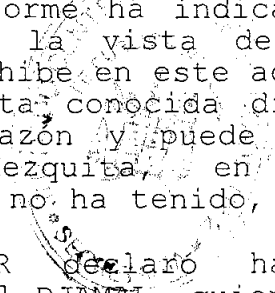 orme ha indica
la vista de
hibe en este ac
ta conocida di
azón y puede
ezquita, en
no ha tenido,
R declaró ha